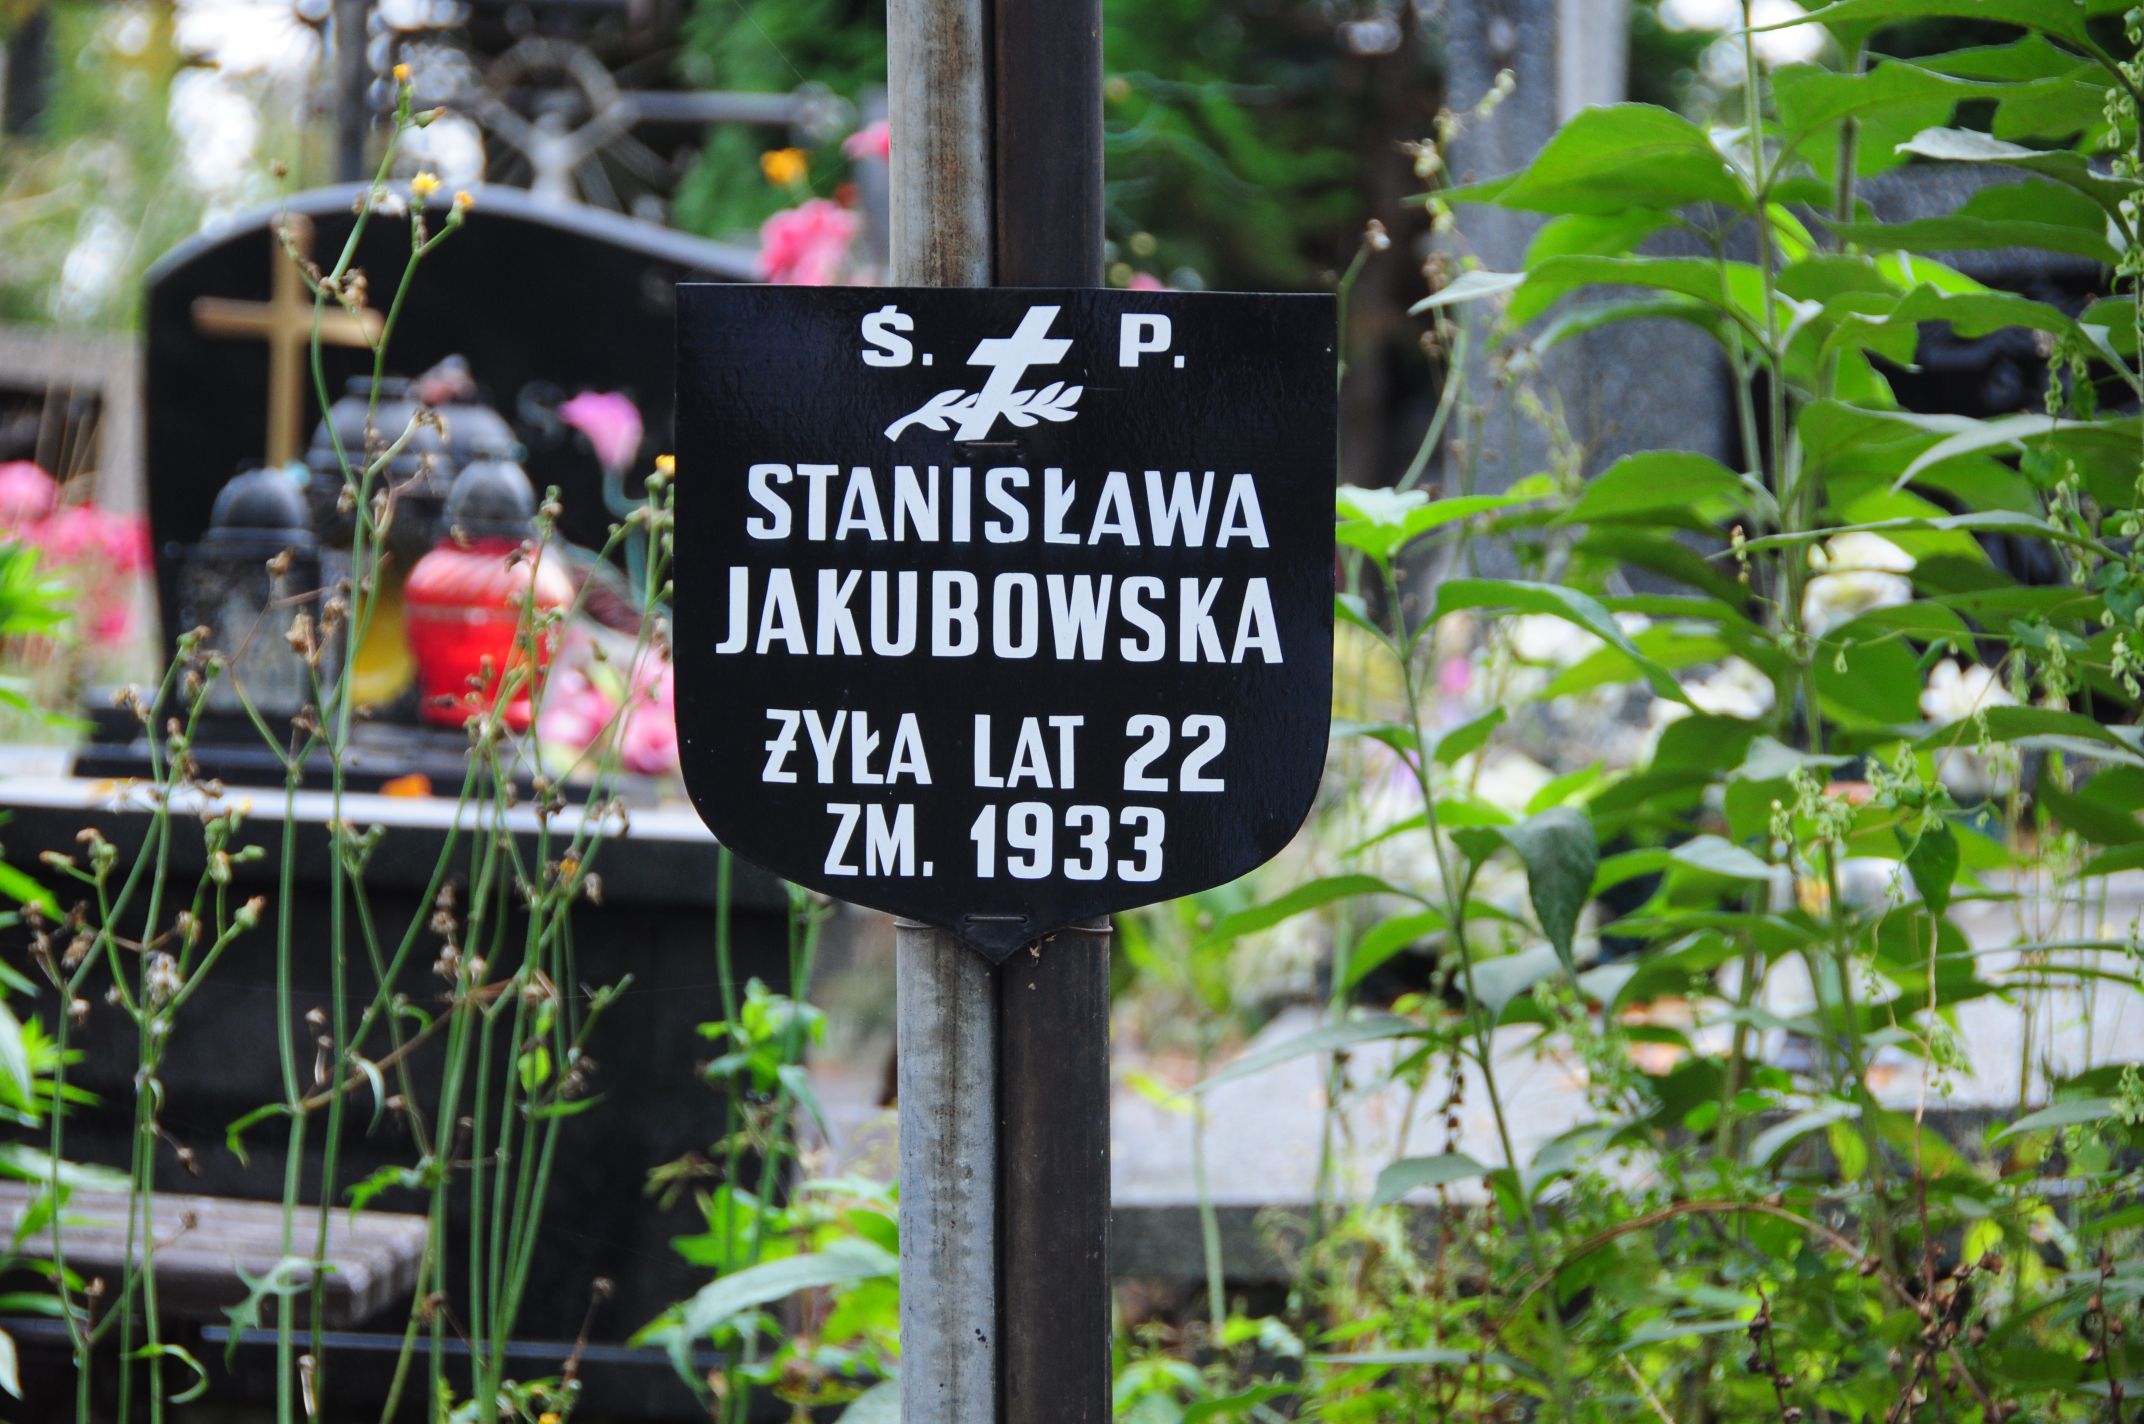 Ś. P.
STANISŁAWA
JAKUBOWSKA
ŻYŁA LAT 22
ZM. 1933